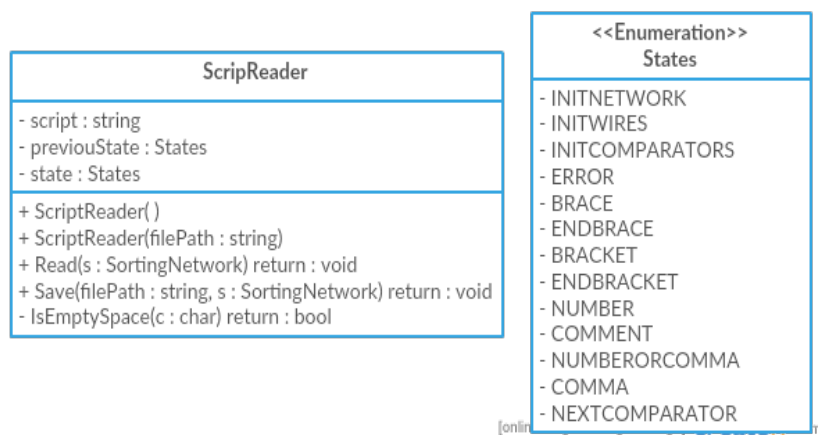 ScripReader
- script : string
- previouState : States
- state : States
+ ScriptReader( )
+ ScriptReader(filePath : string)
+ Read(s : SortingNetwork) return : void
+ Save(filePath : string, s : SortingNetwork) return : void
- IsEmptySpace(c : char) return : bool
<<Enumeration>>
States
- INITNETWORK
- INITWIRES
- INITCOMPARATORS
- ERROR
- BRACE
- ENDBRACE
- BRACKET
- ENDBRACKET
- NUMBER
- COMMENT
- NUMBERORCOMMA
- COMMA
- NEXTCOMPARATOR